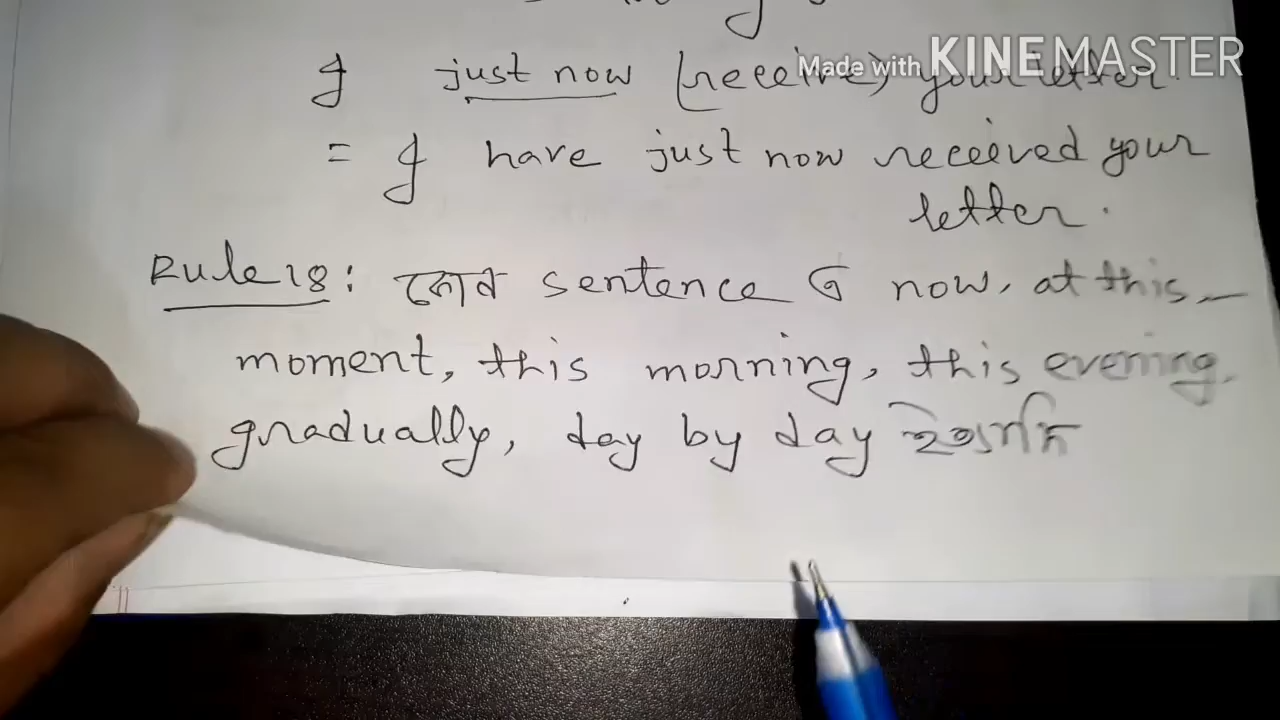 I just now (receive) your letter.
Made with KINEMASTER
= I have just now received your
letter.
Rule 18: কোন sentence এ now, at this
moment, this morning, this evening,
gradually, day by day ইত্যাদি